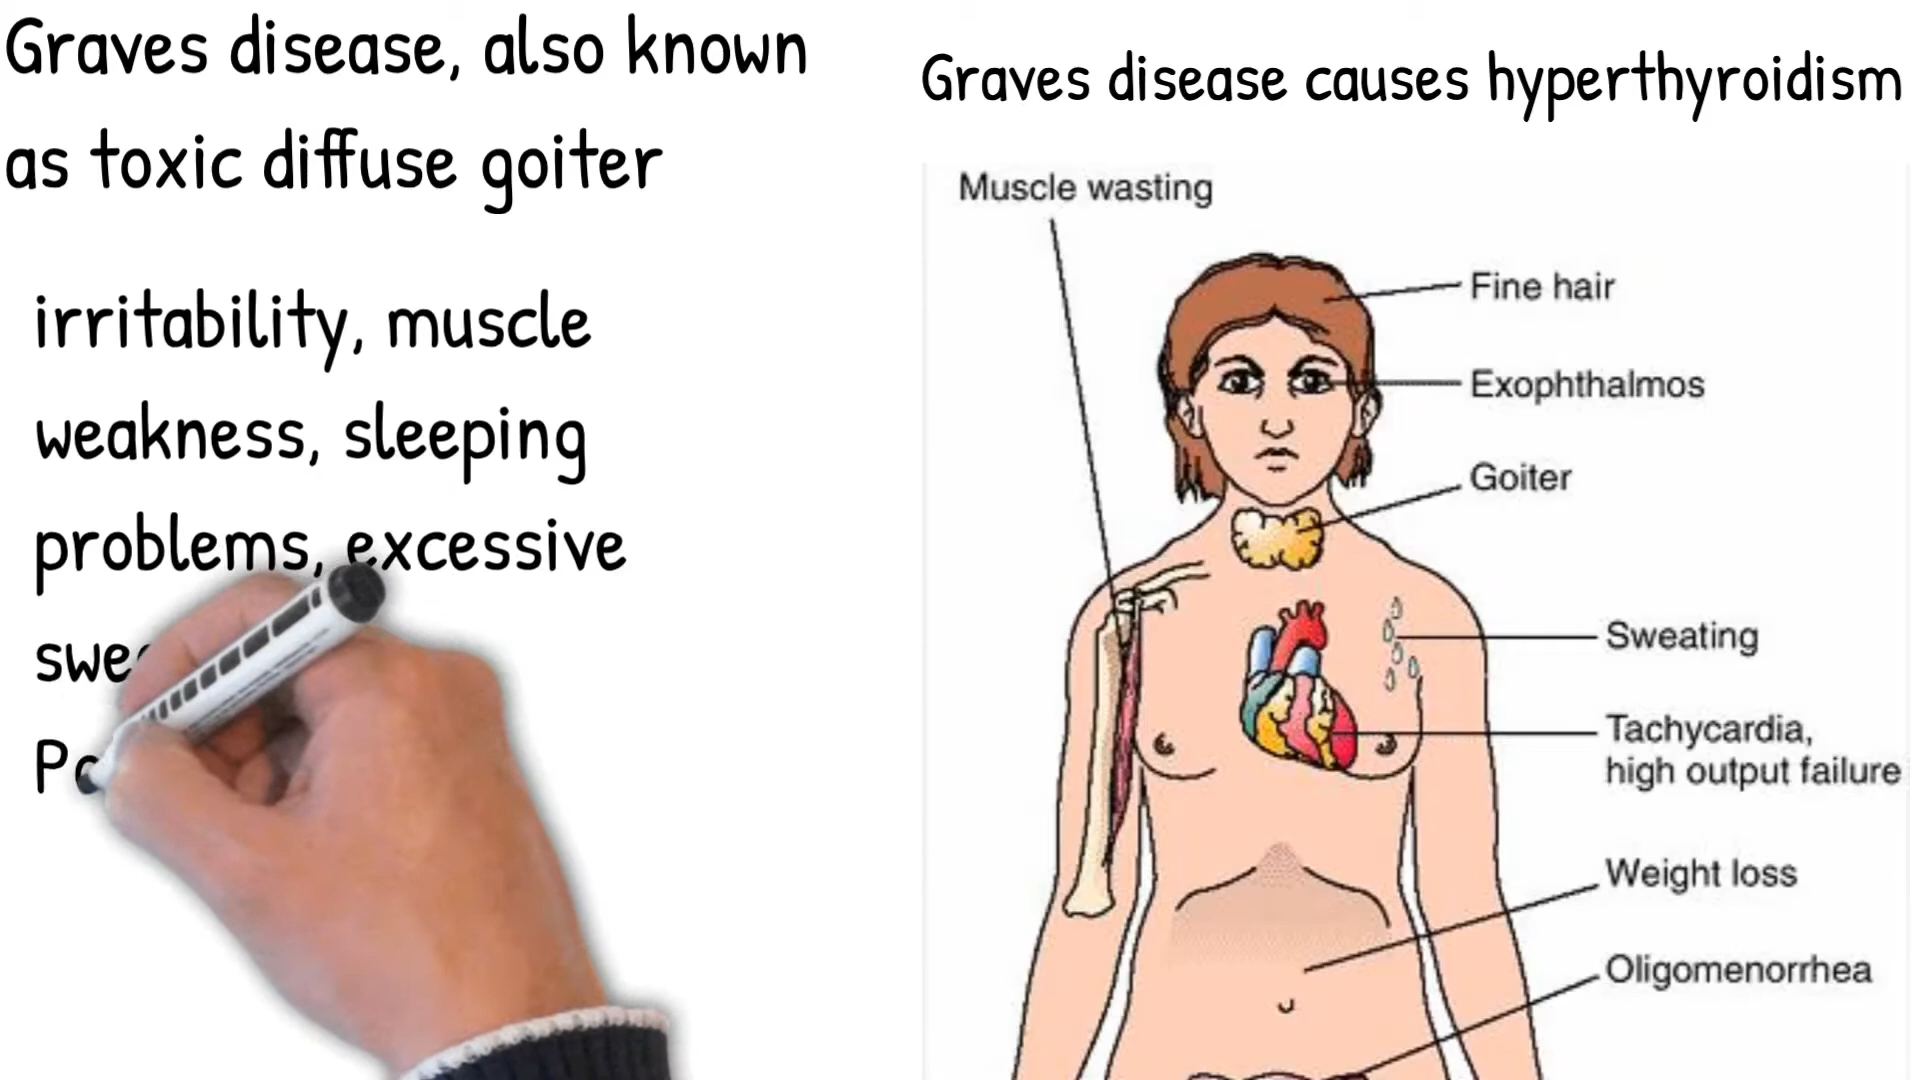 Graves disease, also known
as toxic diffuse goiter
irritability, muscle
weakness, sleeping
problems, excessive
Graves disease causes hyperthyroidism
Muscle wasting
Fine hair
Exophthalmos
Goiter
Sweating
Tachycardia,
high output failure
Weight loss
Oligomenorrhea